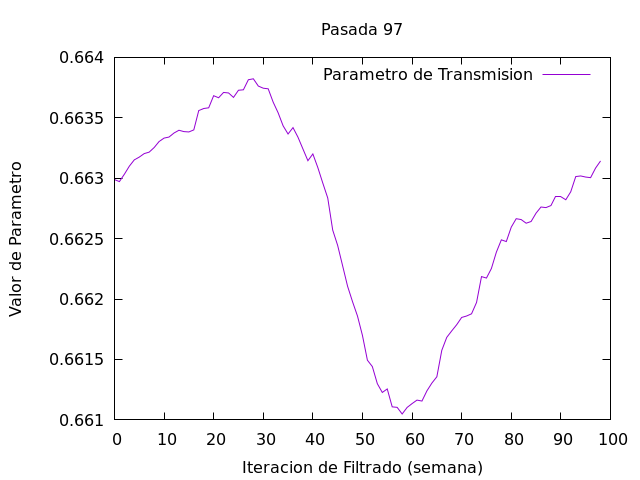 Pasada 97
Parametro de Transmision
0.664
0.6635
0.663
0.6625
0.662
0.6615
0.661
Valor de Parametro
0 10 20 30 40 50 60 70 80 90 100
Iteracion de Filtrado (semana)